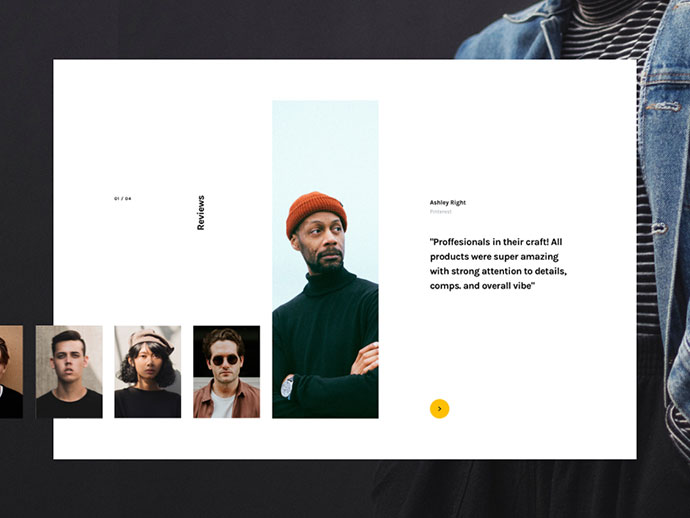 01 / 04
Reviews
Ashley Right
Pinterest
"Proffesionals in their craft! All
products were super amazing
with strong attention to details,
comps. and overall vibe"